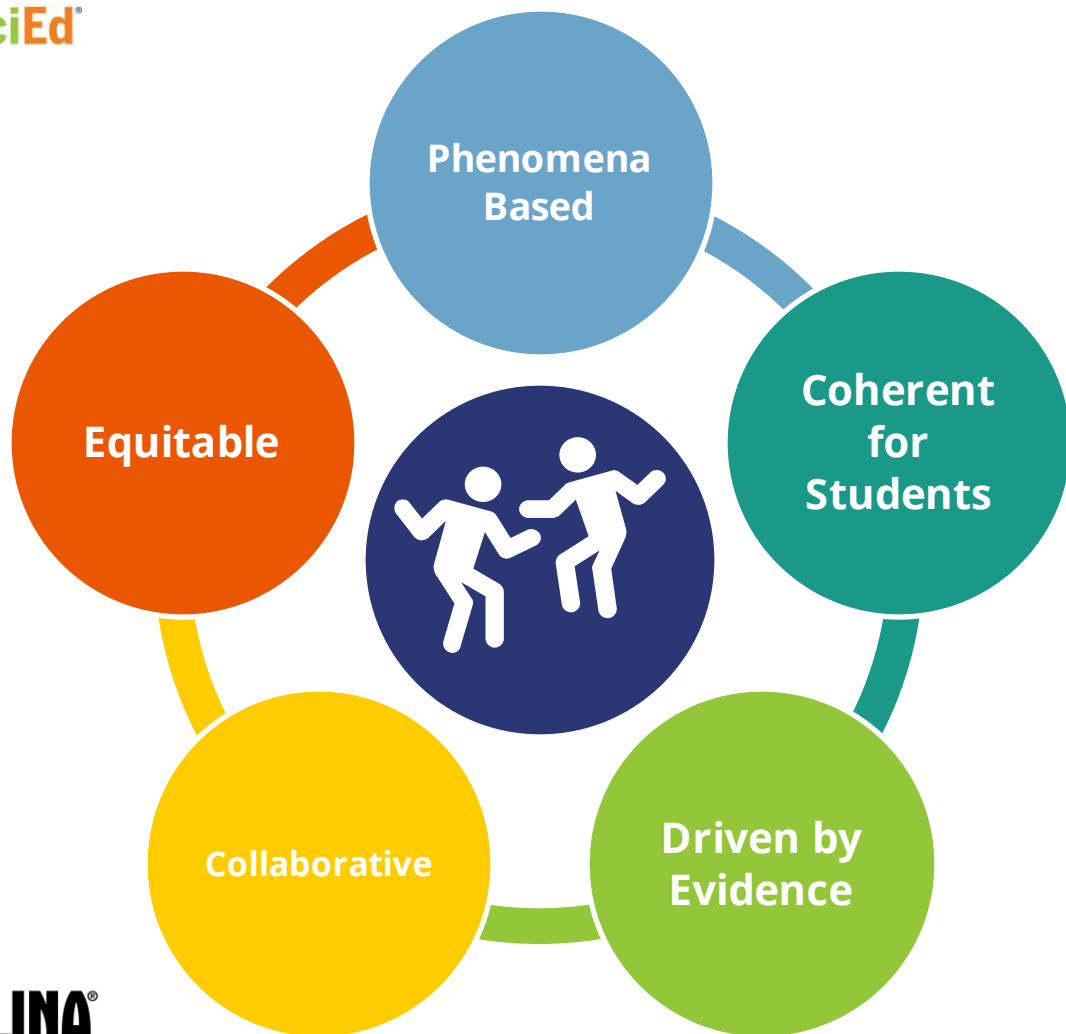 ciEd®
Phenomena
Based
Equitable
Coherent
for
Students
Collaborative
Driven by
Evidence
INA®